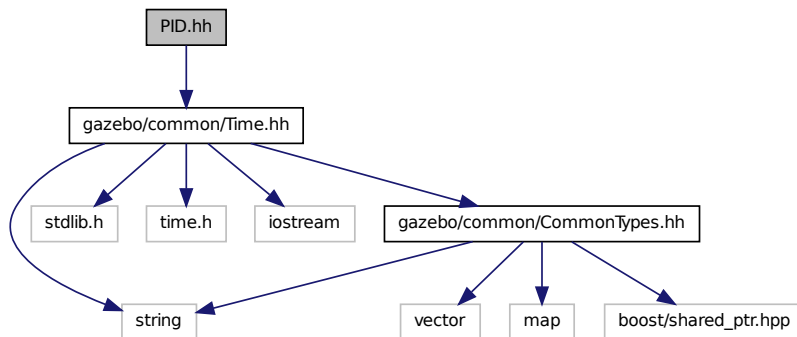 PID.hh
gazebo/common/Time.hh
stdlib.h
time.h
iostream
gazebo/common/CommonTypes.hh
string
vector
map
boost/shared_ptr.hpp